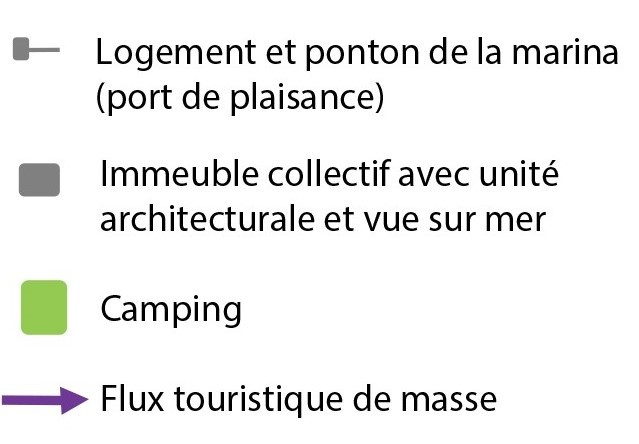 Logement et ponton de la marina
(port de plaisance)
Immeuble collectif avec unité
architecturale et vue sur mer
Camping
Flux touristique de masse